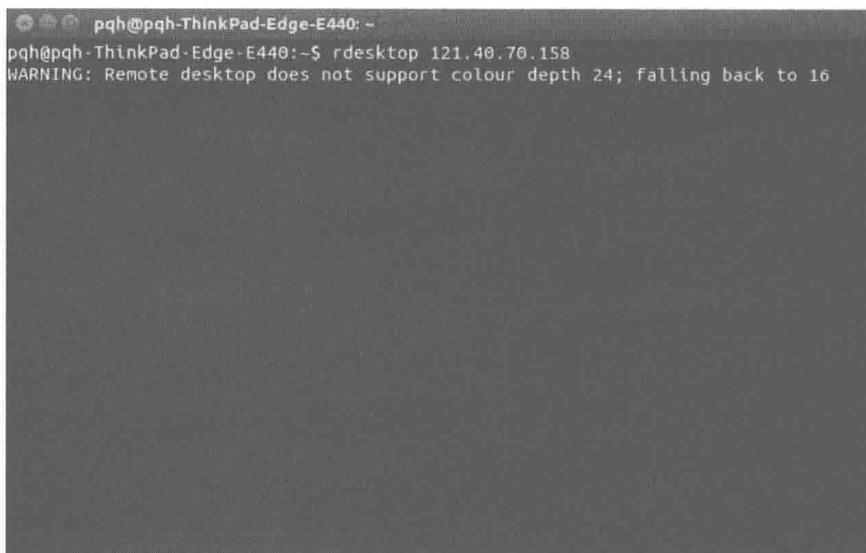 pqh@pqh-ThinkPad-Edge-E440: ~
pqh@pqh-ThinkPad-Edge-E440:~$ rdesktop 121.40.70.158
WARNING: Remote desktop does not support colour depth 24; falling back to 16